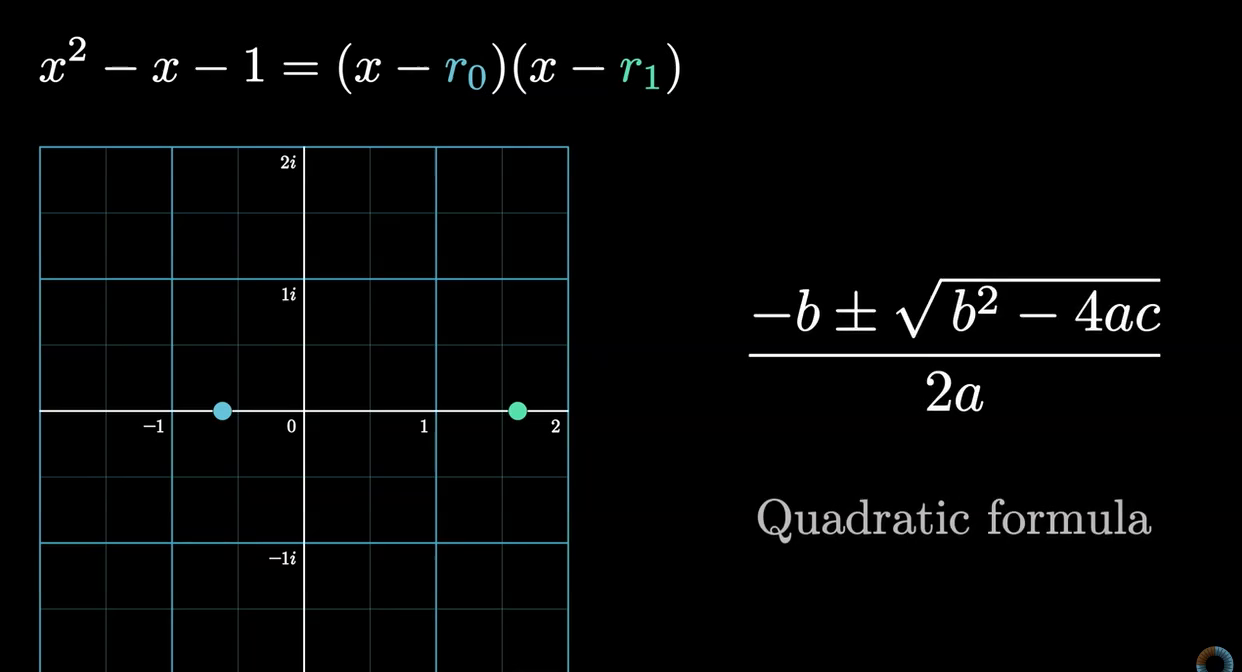 x² − x − 1 = (x − r₀)(x − r₁)
2i
1i
−1 0 1 2
−1i
−b ± √(b² − 4ac)
2a
Quadratic formula